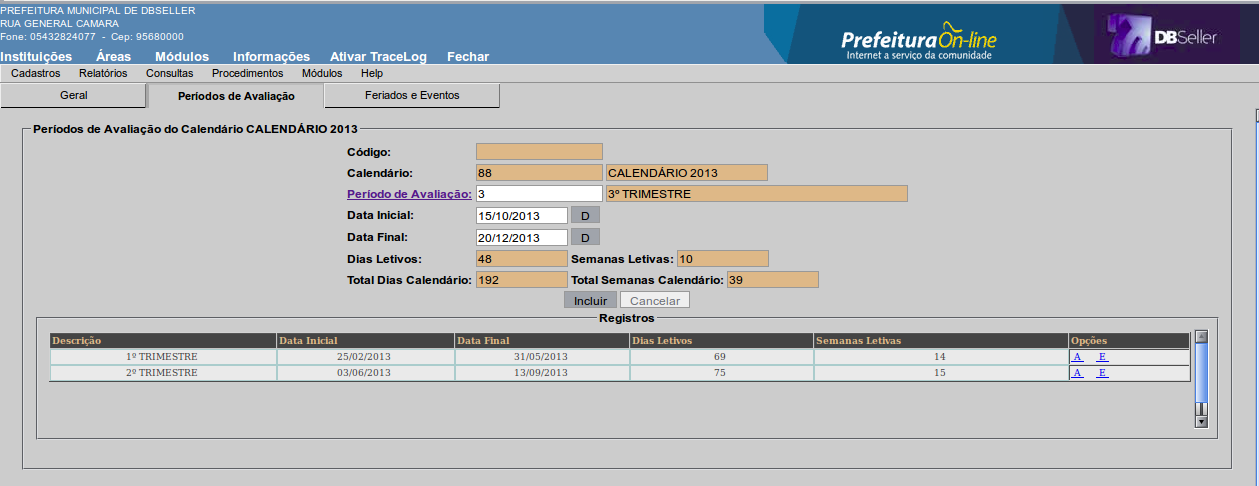 PREFEITURA MUNICIPAL DE DBSELLER
RUA GENERAL CAMARA
Fone: 05432824077 - Cep: 95680000
PrefeituraOn-line
Internet a serviço da comunidade
DBSeller
Instituições Áreas Módulos Informações Ativar TraceLog Fechar
Cadastros Relatórios Consultas Procedimentos Módulos Help
Geral Períodos de Avaliação Feriados e Eventos
Períodos de Avaliação do Calendário CALENDÁRIO 2013
Código:
Calendário: 88 CALENDÁRIO 2013
Período de Avaliação: 3 3º TRIMESTRE
Data Inicial: 15/10/2013 D
Data Final: 20/12/2013 D
Dias Letivos: 48 Semanas Letivas: 10
Total Dias Calendário: 192 Total Semanas Calendário: 39
Incluir Cancelar
Registros
Descrição Data Inicial Data Final Dias Letivos Semanas Letivas Opções
1º TRIMESTRE 25/02/2013 31/05/2013 69 14 A E
2º TRIMESTRE 03/06/2013 13/09/2013 75 15 A E